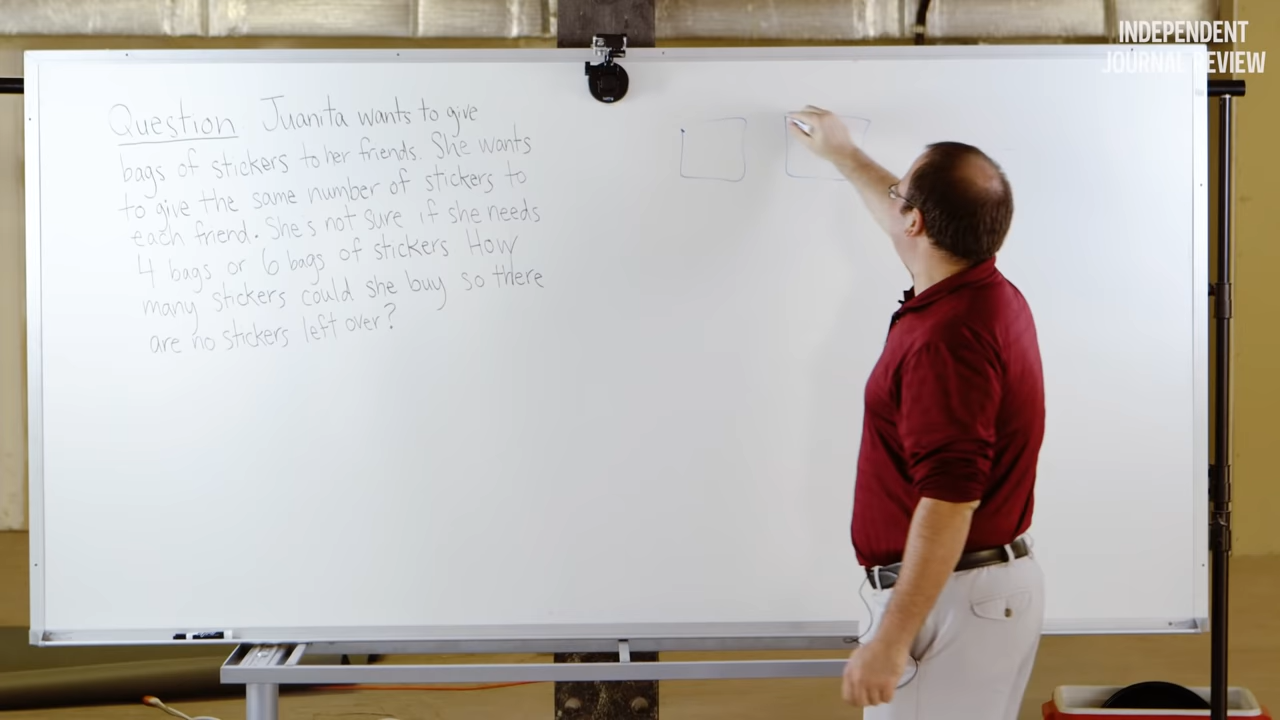 Question Juanita wants to give
bags of stickers to her friends. She wants
to give the same number of stickers to
each friend. She's not sure if she needs
4 bags or 6 bags of stickers How
many stickers could she buy so there
are no stickers left over?
INDEPENDENT
JOURNAL REVIEW